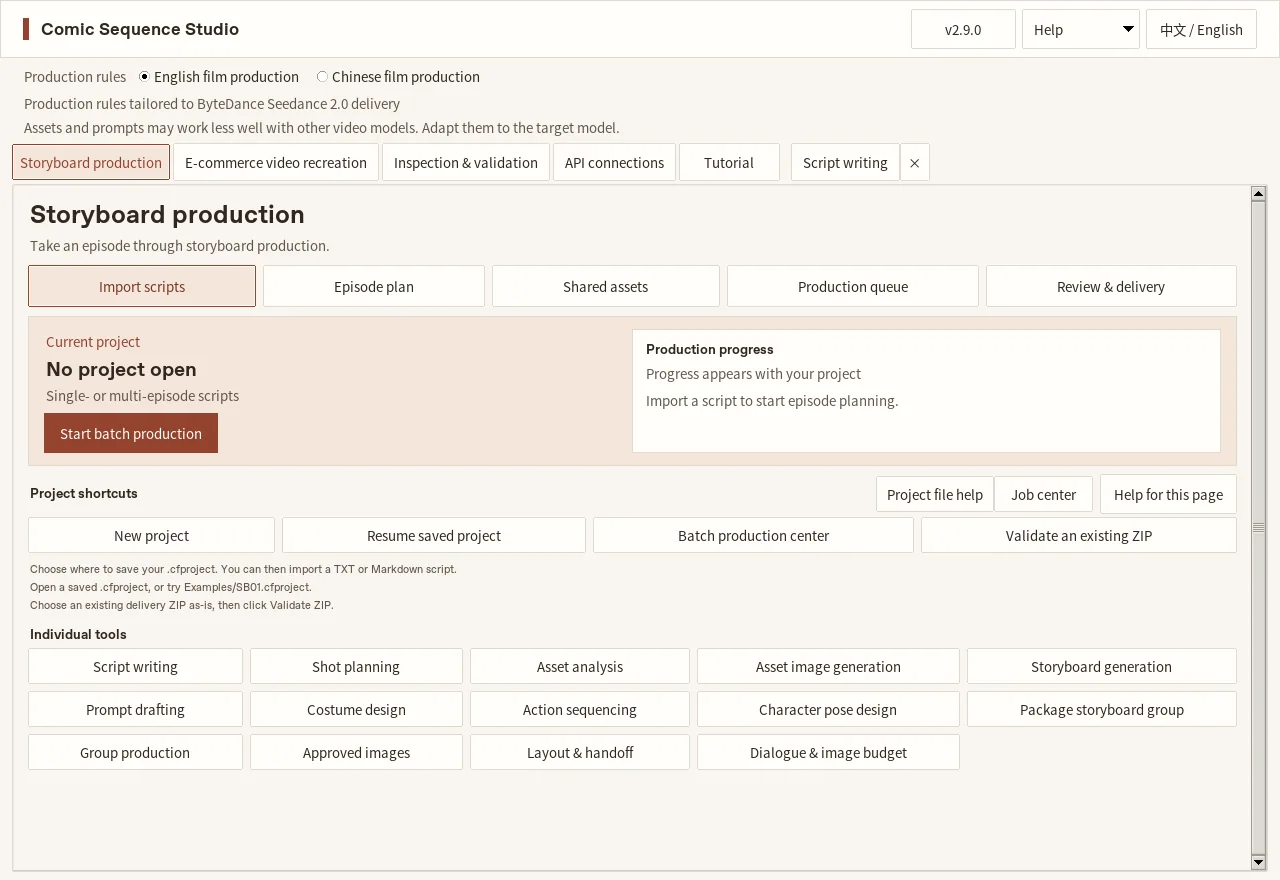 Comic Sequence Studio
v2.9.0
Help
中文 / English
Production rules
English film production
Chinese film production
Production rules tailored to ByteDance Seedance 2.0 delivery
Assets and prompts may work less well with other video models. Adapt them to the target model.
Storyboard production
E-commerce video recreation
Inspection & validation
API connections
Tutorial
Script writing
×
Storyboard production
Take an episode through storyboard production.
Import scripts
Episode plan
Shared assets
Production queue
Review & delivery
Current project
No project open
Single- or multi-episode scripts
Start batch production
Production progress
Progress appears with your project
Import a script to start episode planning.
Project shortcuts
Project file help
Job center
Help for this page
New project
Resume saved project
Batch production center
Validate an existing ZIP
Choose where to save your .cfproject. You can then import a TXT or Markdown script.
Open a saved .cfproject, or try Examples/SB01.cfproject.
Choose an existing delivery ZIP as-is, then click Validate ZIP.
Individual tools
Script writing
Shot planning
Asset analysis
Asset image generation
Storyboard generation
Prompt drafting
Costume design
Action sequencing
Character pose design
Package storyboard group
Group production
Approved images
Layout & handoff
Dialogue & image budget